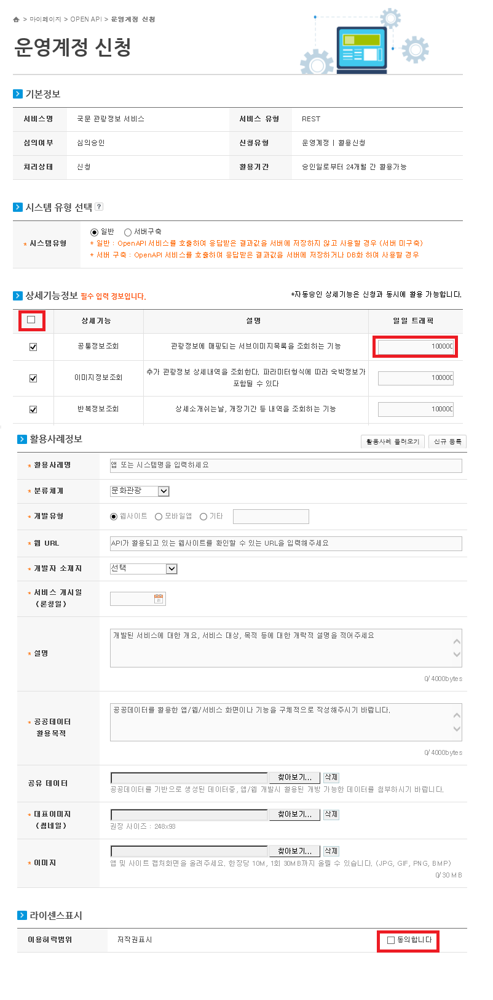 > 마이페이지 > OPEN API > 운영계정 신청
운영계정 신청
기본정보
서비스명 국문 관광정보 서비스 서비스 유형 REST
심의여부 심의승인 신청유형 운영계정 | 활용신청
처리상태 신청 활용기간 승인일로부터 24개월 간 활용가능
시스템 유형 선택 ?
* 시스템유형 일반 서버구축
* 일반 : OpenAPI 서비스를 호출하여 응답받은 결과값을 서버에 저장하지 않고 사용할 경우 (서버 미구축)
* 서버 구축 : OpenAPI 서비스를 호출하여 응답받은 결과값을 서버에 저장하거나 DB화 하여 사용할 경우
상세기능정보 필수 입력 정보입니다. *자동승인 상세기능은 신청과 동시에 활용 가능합니다.
상세기능 설명 일일 트래픽
공통정보조회 관광정보에 매핑되는 서브이미지목록을 조회하는 기능 100000
이미지정보조회 추가 관광정보 상세내역을 조회한다. 파라미터형식에 따라 숙박정보가
포함될 수 있다 100000
반복정보조회 상세소개쉬는날, 개장기간 등 내역을 조회하는 기능 100000
활용사례정보 활용사례 불러오기 신규 등록
* 활용사례명 앱 또는 시스템명을 입력하세요
* 분류체계 문화관광
* 개발유형 웹사이트 모바일앱 기타
* 웹 URL API가 활용되고 있는 웹사이트를 확인할 수 있는 URL을 입력해주세요
* 개발자 소재지 선택
* 서비스 개시일
(론칭일)
* 설명 개발된 서비스에 대한 개요, 서비스 대상, 목적 등에 대한 개략적 설명을 적어주세요
0/ 4000bytes
* 공공데이터
활용목적 공공데이터를 활용한 앱/웹/서비스 화면이나 기능을 구체적으로 작성해주시기 바랍니다.
0/ 4000bytes
공유 데이터 찾아보기... 삭제
공공데이터를 기반으로 생성된 데이터중, 앱/웹 개발시 활용된 개방 가능한 데이터를 첨부하시기 바랍니다.
* 대표이미지
(썸네일) 찾아보기... 삭제
권장 사이즈 : 248x93
* 이미지 찾아보기... 삭제
앱 및 사이트 캡처화면을 올려주세요. 한장당 10M, 1회 30MB까지 올릴 수 있습니다. (JPG, GIF, PNG, BMP)
0/ 30 MB
라이센스표시
이용허락범위 저작권표시 동의합니다